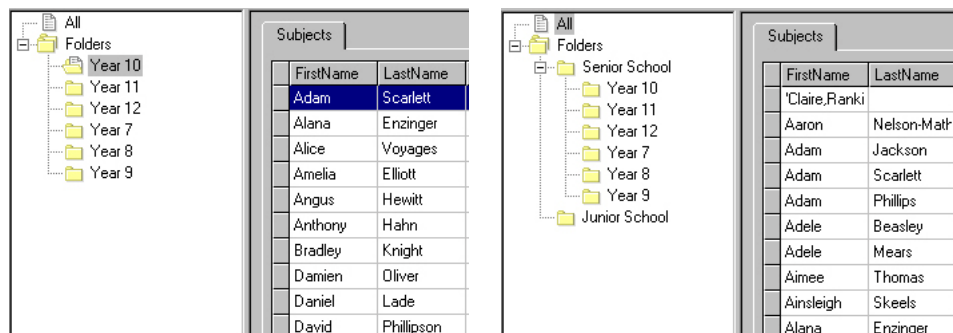 All
Folders
Year 10
Year 11
Year 12
Year 7
Year 8
Year 9
Subjects
FirstName LastName
Adam Scarlett
Alana Enzinger
Alice Voyages
Amelia Elliott
Angus Hewitt
Anthony Hahn
Bradley Knight
Damien Oliver
Daniel Lade
David Phillipson
All
Folders
Senior School
Year 10
Year 11
Year 12
Year 7
Year 8
Year 9
Junior School
Subjects
FirstName LastName
'Claire,Ranki
Aaron Nelson-Math
Adam Jackson
Adam Scarlett
Adam Phillips
Adele Beasley
Adele Mears
Aimee Thomas
Ainsleigh Skeels
Alana Enzinger